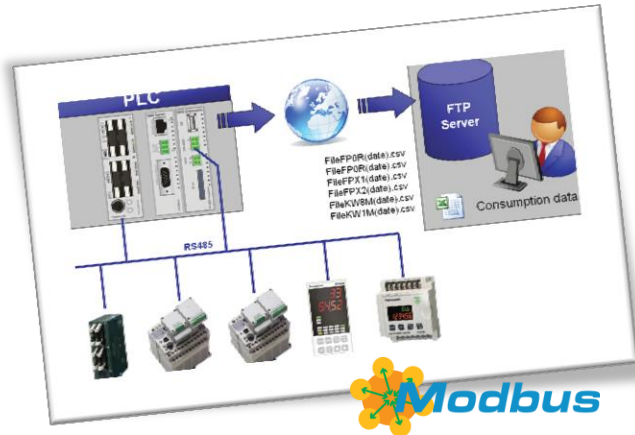 PLC
FTP
Server
FileFP0R(date).csv
FileFP0R(date).csv
FileFPX1(date).csv
FileFPX2(date).csv
FileKW8M(date).csv
FileKW1M(date).csv
Consumption data
RS485
Modbus